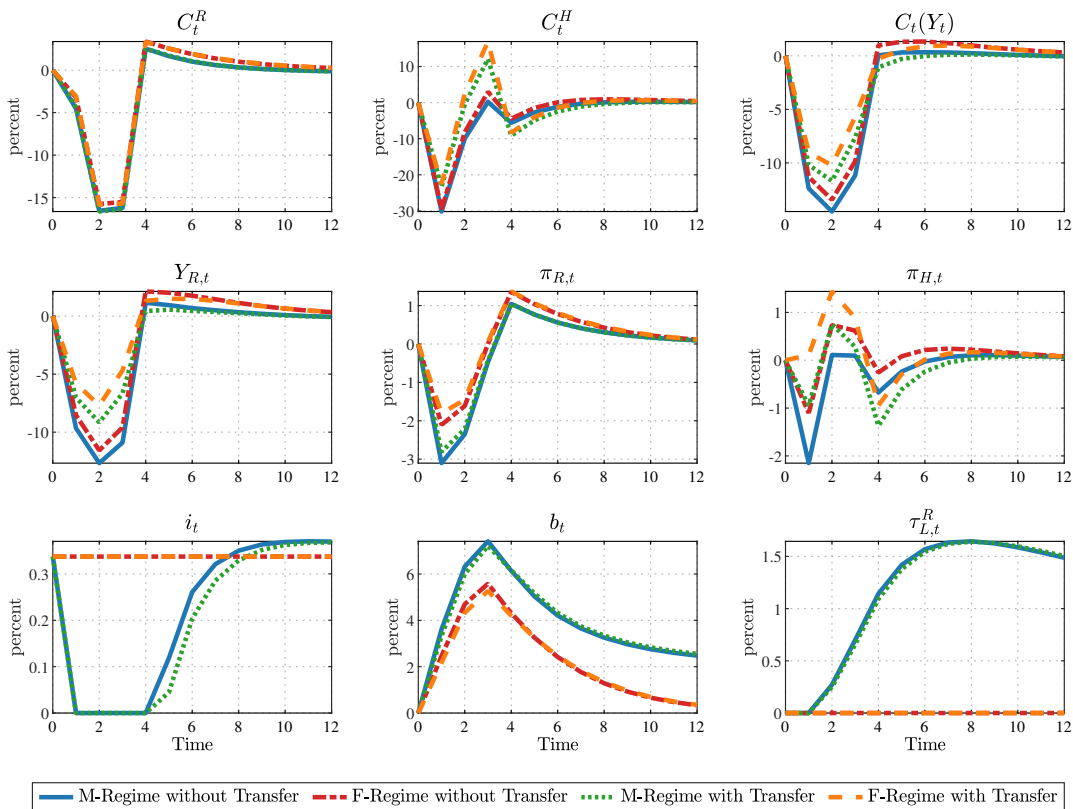 C_t^R C_t^H C_t(Y_t)
percent 0 -5 -10 -15 0 2 4 6 8 10 12
percent 10 0 -10 -20 -30 0 2 4 6 8 10 12
percent 0 -5 -10 0 2 4 6 8 10 12
Y_{R,t} π_{R,t} π_{H,t}
percent 0 -5 -10 0 2 4 6 8 10 12
percent 1 0 -1 -2 -3 0 2 4 6 8 10 12
percent 1 0 -1 -2 0 2 4 6 8 10 12
i_t b_t τ_{L,t}^R
percent 0.3 0.2 0.1 0 0 2 4 6 8 10 12
percent 6 4 2 0 0 2 4 6 8 10 12
percent 1.5 1 0.5 0 0 2 4 6 8 10 12
Time Time Time
M-Regime without Transfer F-Regime without Transfer M-Regime with Transfer F-Regime with Transfer